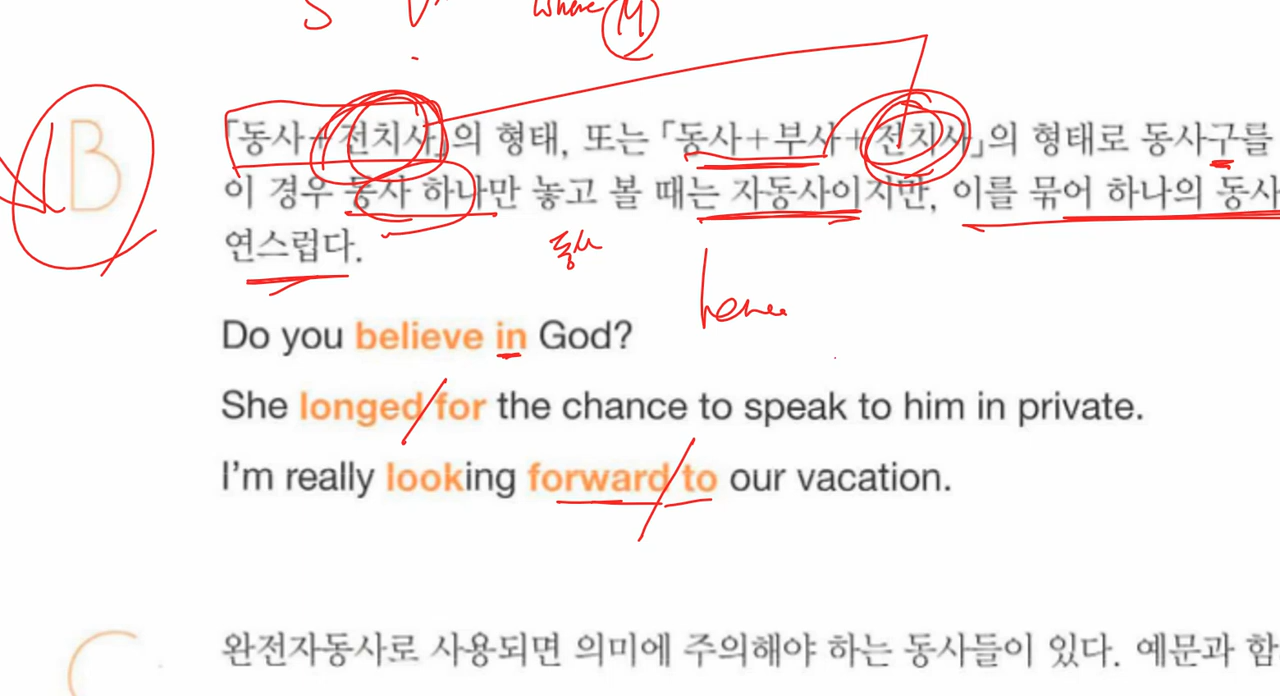 S V where M
B
「동사+전치사」의 형태, 또는 「동사+부사+전치사」의 형태로 동사구를
이 경우 동사 하나만 놓고 볼 때는 자동사이지만, 이를 묶어 하나의 동사
연스럽다.
동사
Do you believe in God?
She longed for the chance to speak to him in private.
I'm really looking forward to our vacation.
C
완전자동사로 사용되면 의미에 주의해야 하는 동사들이 있다. 예문과 함